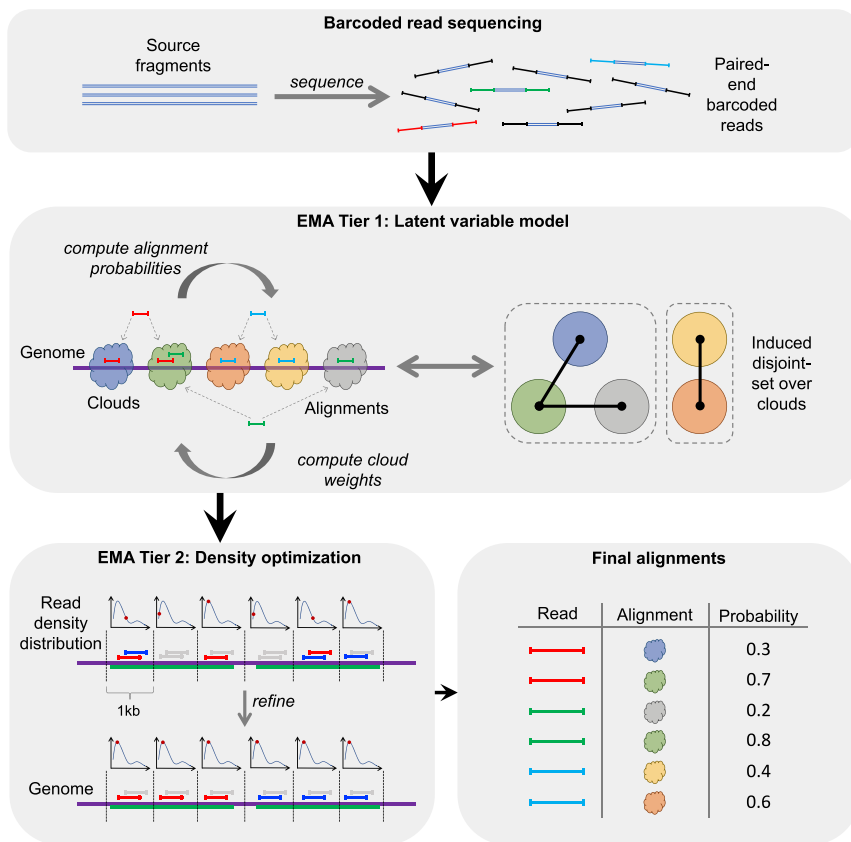 Barcoded read sequencing
Source
fragments
sequence
Paired-
end
barcoded
reads
EMA Tier 1: Latent variable model
compute alignment
probabilities
Genome
Clouds
Alignments
compute cloud
weights
Induced
disjoint-
set over
clouds
EMA Tier 2: Density optimization
Read
density
distribution
1kb
refine
Genome
Final alignments
Read Alignment Probability
0.3
0.7
0.2
0.8
0.4
0.6